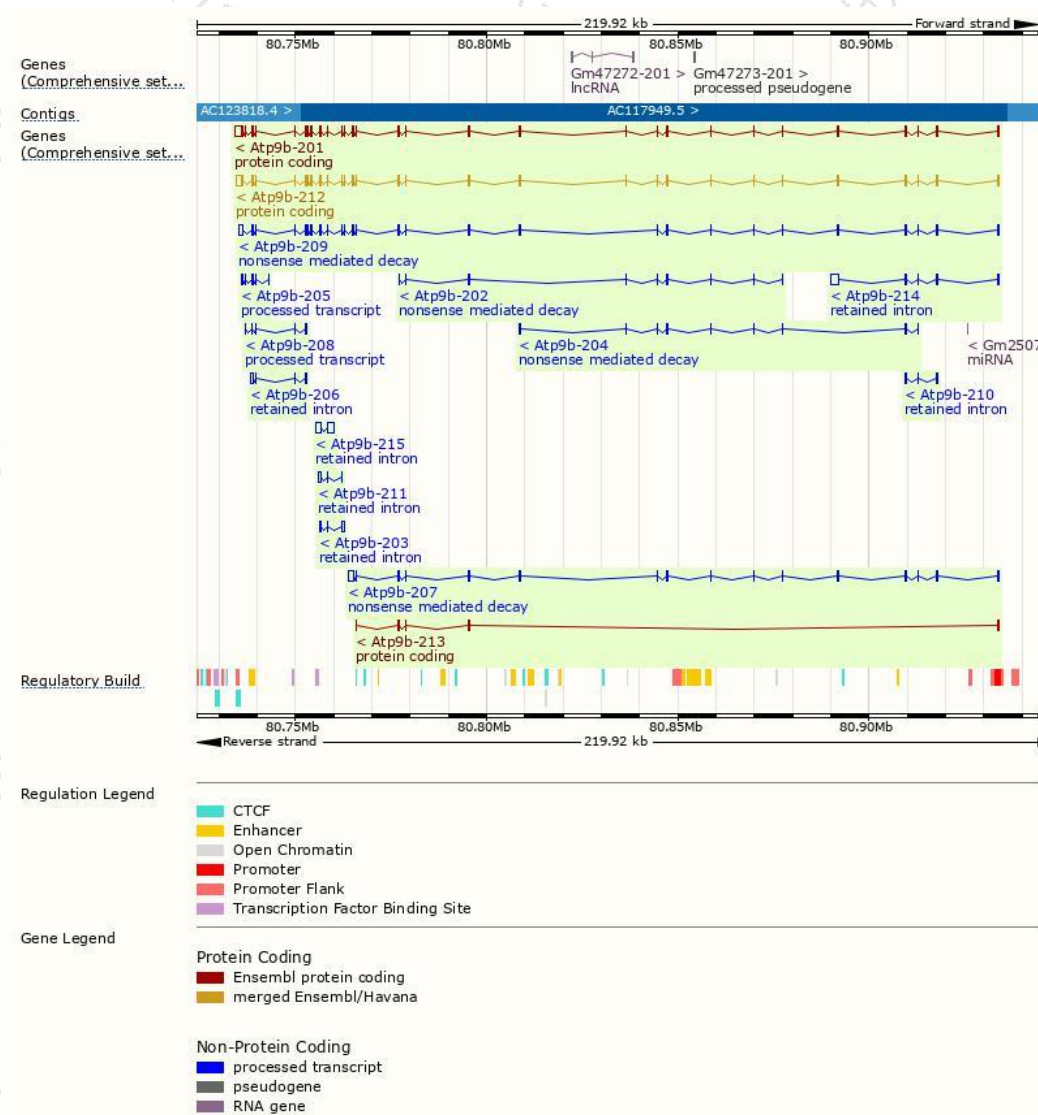 219.92 kb Forward strand
80.75Mb 80.80Mb 80.85Mb 80.90Mb
Genes
(Comprehensive set...
Gm47272-201 > Gm47273-201 >
lncRNA processed pseudogene
Contigs AC123818.4 > AC117949.5 >
Genes
(Comprehensive set...
< Atp9b-201
protein coding
< Atp9b-212
protein coding
< Atp9b-209
nonsense mediated decay
< Atp9b-205 < Atp9b-202 < Atp9b-214
processed transcript nonsense mediated decay retained intron
< Atp9b-208 < Atp9b-204 < Gm2507
processed transcript nonsense mediated decay miRNA
< Atp9b-206 < Atp9b-210
retained intron retained intron
< Atp9b-215
retained intron
< Atp9b-211
retained intron
< Atp9b-203
retained intron
< Atp9b-207
nonsense mediated decay
< Atp9b-213
protein coding
Regulatory Build
80.75Mb 80.80Mb 80.85Mb 80.90Mb
Reverse strand 219.92 kb
Regulation Legend
CTCF
Enhancer
Open Chromatin
Promoter
Promoter Flank
Transcription Factor Binding Site
Gene Legend
Protein Coding
Ensembl protein coding
merged Ensembl/Havana
Non-Protein Coding
processed transcript
pseudogene
RNA gene